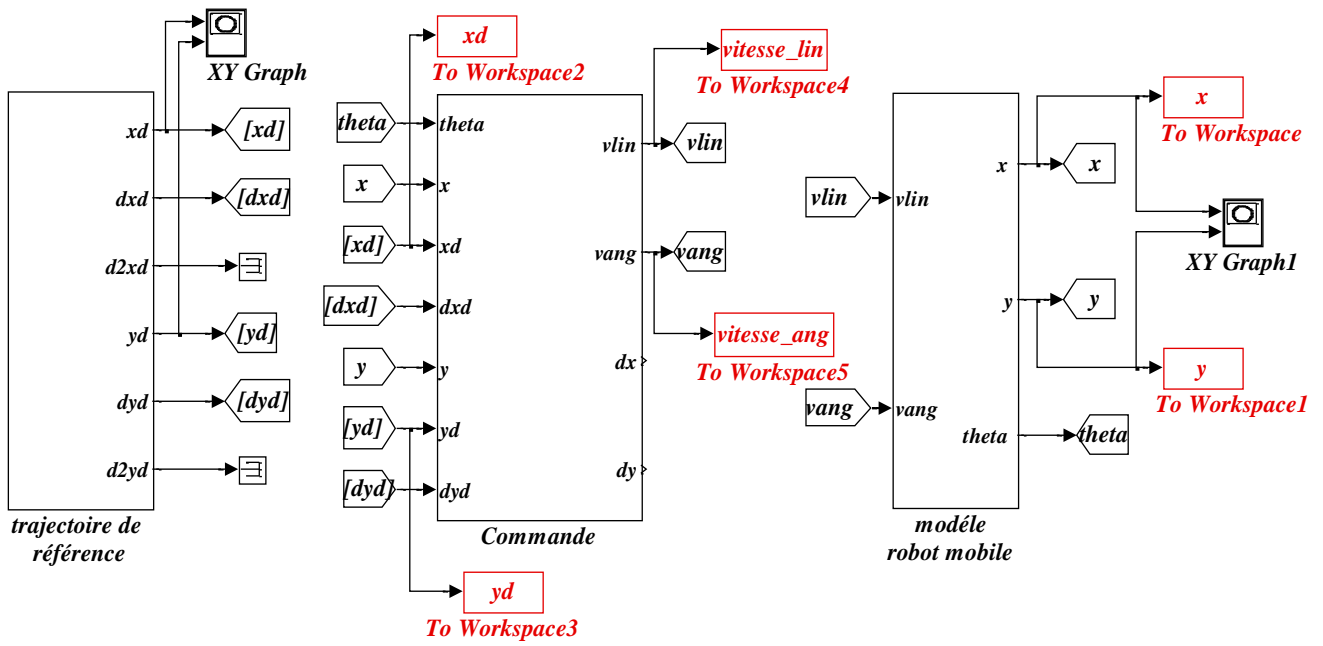 XY Graph
xd
[xd]
dxd
[dxd]
d2xd
yd
[yd]
dyd
[dyd]
d2yd
trajectoire de
référence
xd
To Workspace2
theta
theta
x
x
[xd]
xd
[dxd]
dxd
y
y
[yd]
yd
[dyd]
dyd
vlin
vlin
vang
vang
dx
dy
Commande
yd
To Workspace3
vitesse_lin
To Workspace4
vitesse_ang
To Workspace5
vlin
vlin
vang
vang
x
x
y
y
theta
theta
modéle
robot mobile
x
To Workspace
XY Graph1
y
To Workspace1